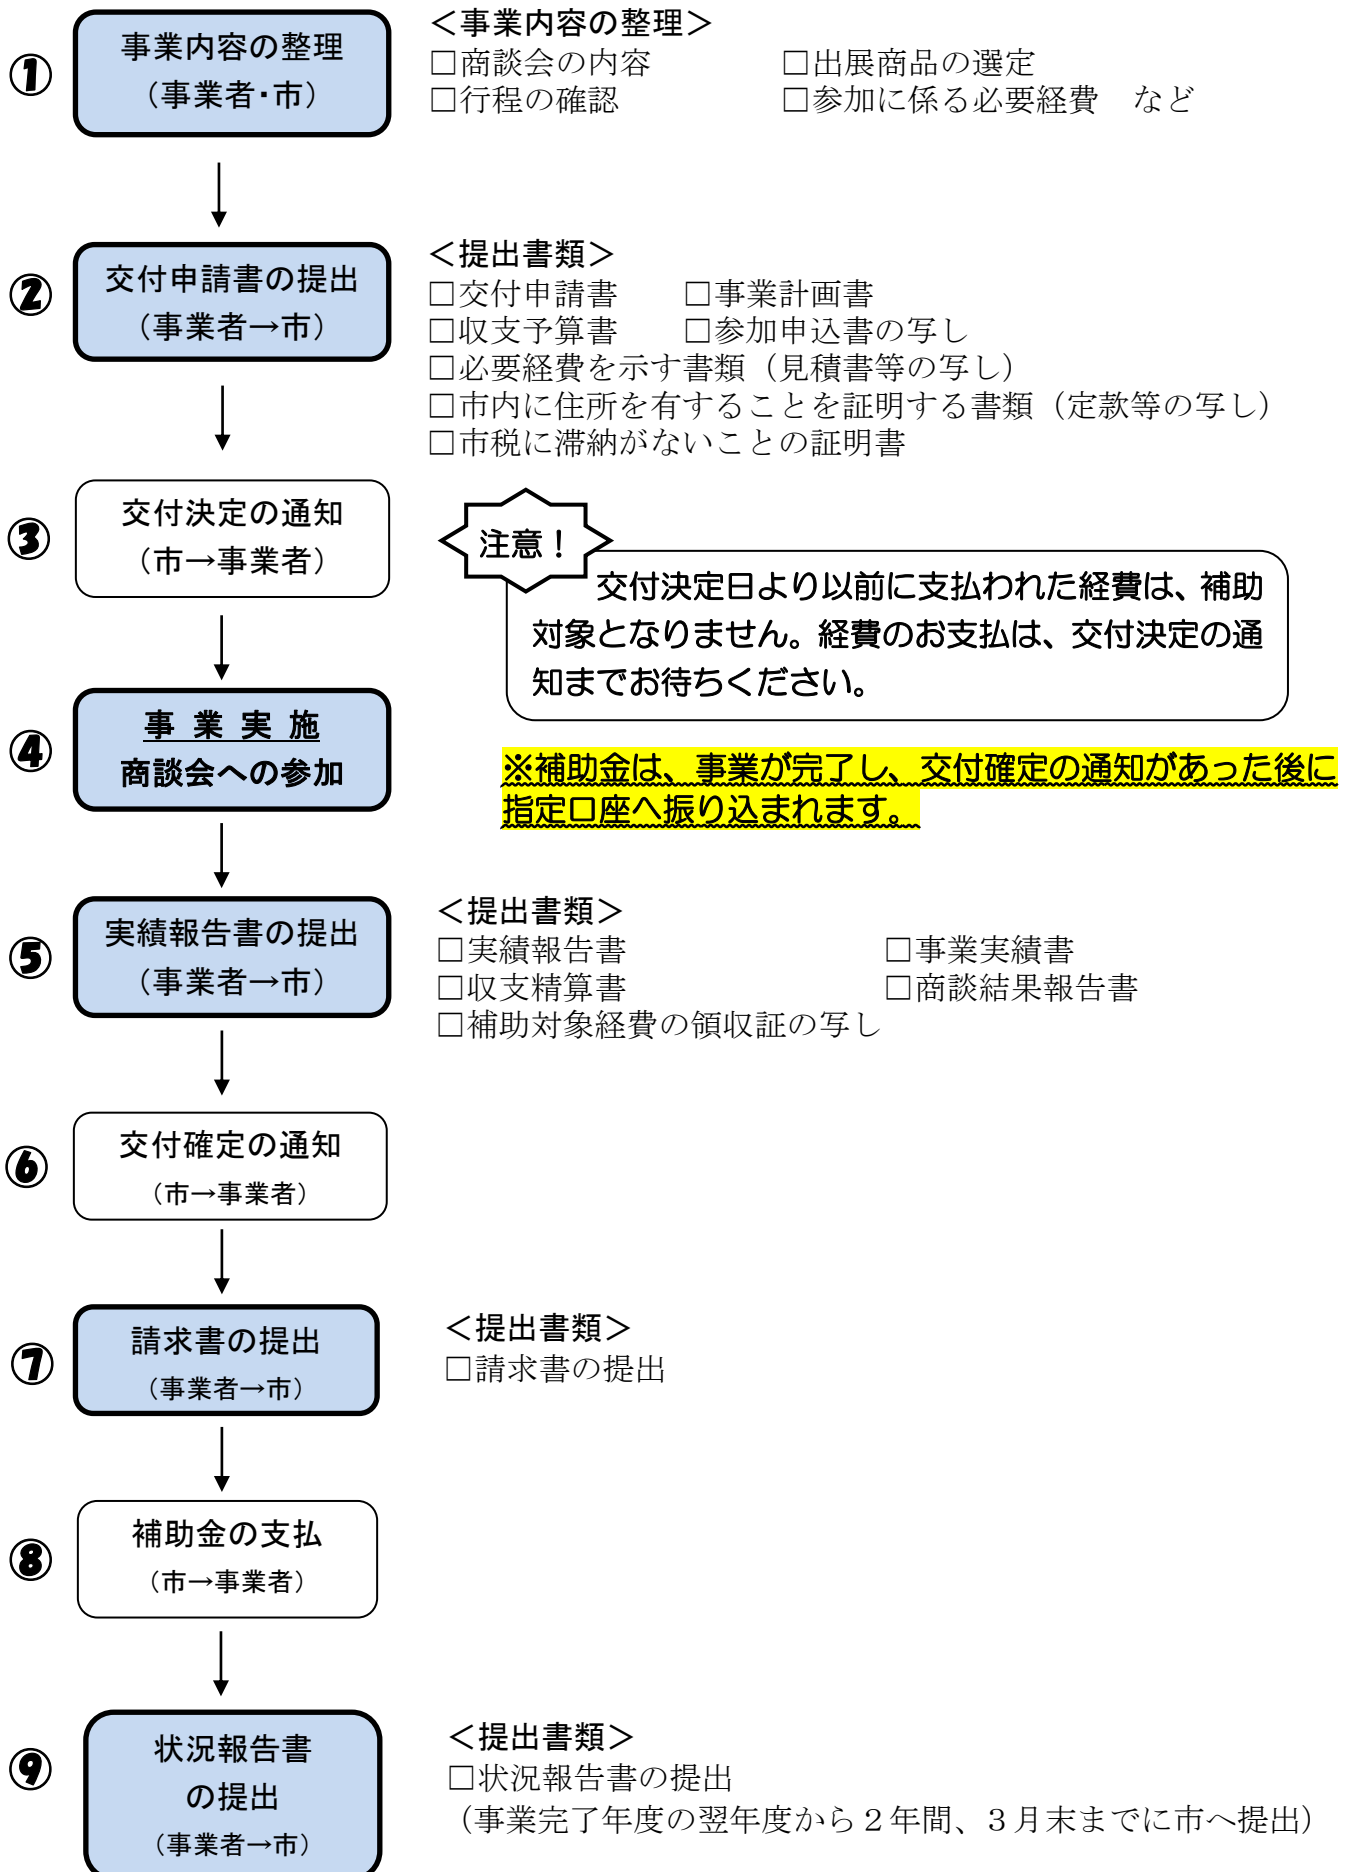 ①
事業内容の整理
（事業者・市）
＜事業内容の整理＞
□商談会の内容　□出展商品の選定
□行程の確認　□参加に係る必要経費　など
②
交付申請書の提出
（事業者→市）
＜提出書類＞
□交付申請書　□事業計画書
□収支予算書　□参加申込書の写し
□必要経費を示す書類（見積書等の写し）
□市内に住所を有することを証明する書類（定款等の写し）
□市税に滞納がないことの証明書
③
交付決定の通知
（市→事業者）
注意！
交付決定日より以前に支払われた経費は、補助
対象となりません。経費のお支払は、交付決定の通
知までお待ちください。
④
事 業 実 施
商談会への参加
※補助金は、事業が完了し、交付確定の通知があった後に
指定口座へ振り込まれます。
⑤
実績報告書の提出
（事業者→市）
＜提出書類＞
□実績報告書　□事業実績書
□収支精算書　□商談結果報告書
□補助対象経費の領収証の写し
⑥
交付確定の通知
（市→事業者）
⑦
請求書の提出
（事業者→市）
＜提出書類＞
□請求書の提出
⑧
補助金の支払
（市→事業者）
⑨
状況報告書
の提出
（事業者→市）
＜提出書類＞
□状況報告書の提出
（事業完了年度の翌年度から２年間、３月末までに市へ提出）